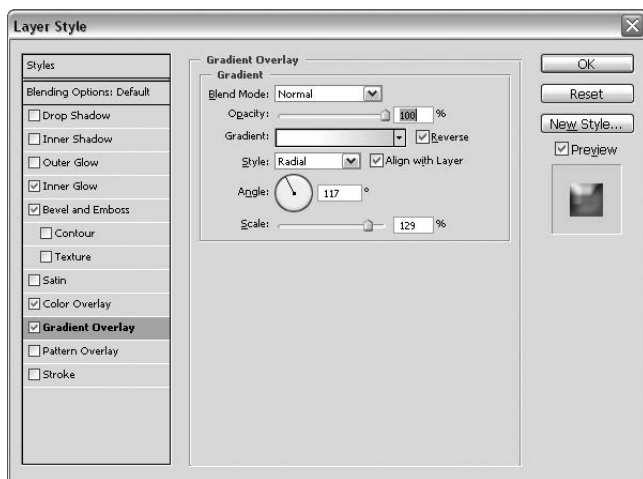 Layer Style
Styles
Blending Options: Default
Drop Shadow
Inner Shadow
Outer Glow
Inner Glow
Bevel and Emboss
Contour
Texture
Satin
Color Overlay
Gradient Overlay
Pattern Overlay
Stroke
Gradient Overlay
Gradient
Blend Mode: Normal
Opacity: 100 %
Gradient: Reverse
Style: Radial Align with Layer
Angle: 117 °
Scale: 129 %
OK
Reset
New Style...
Preview